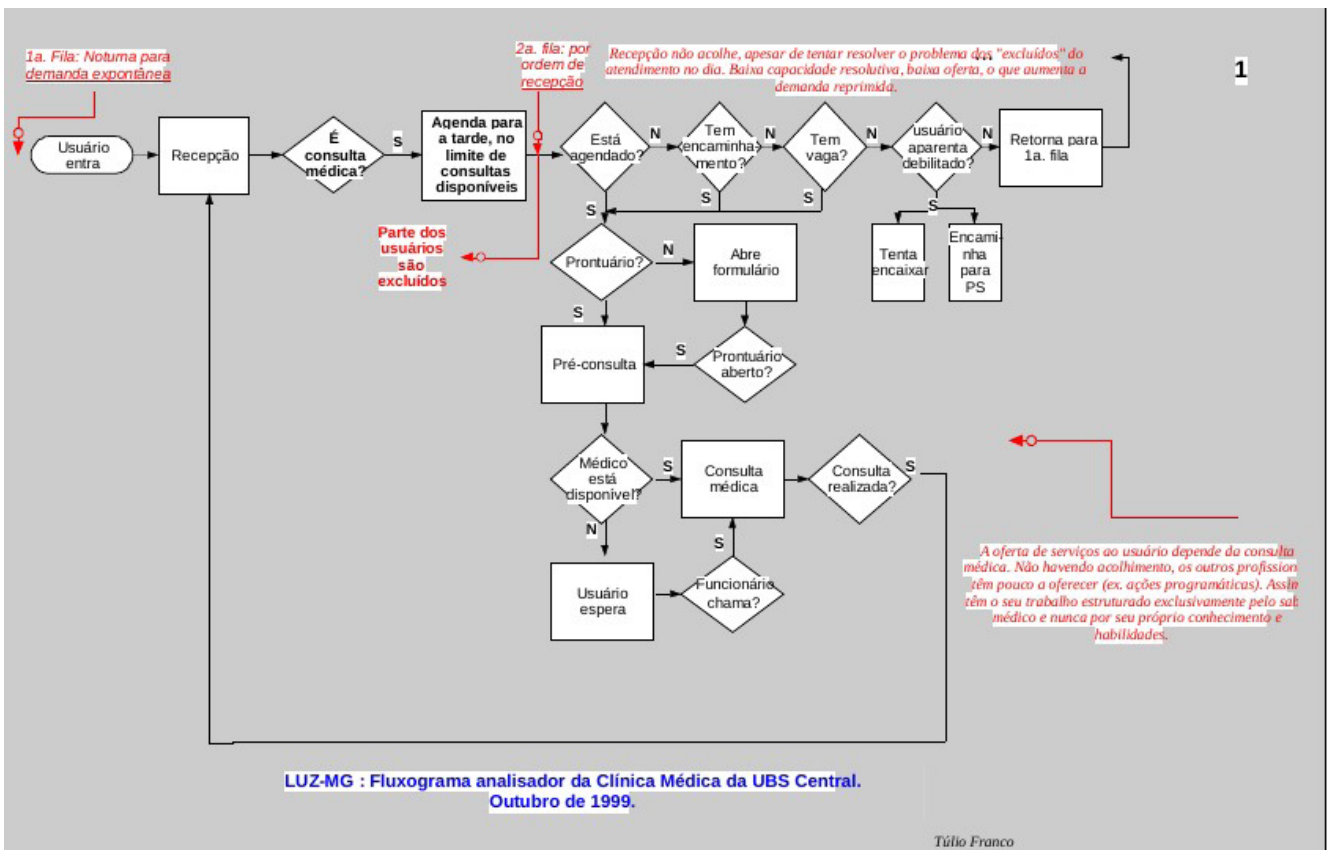 1a. Fila: Noturna para
demanda expontânea
2a. fila: por
ordem de
recepção
Recepção não acolhe, apesar de tentar resolver o problema dos "excluídos" do
atendimento no dia. Baixa capacidade resolutiva, baixa oferta, o que aumenta a
demanda reprimida.
...
1
Usuário
entra
Recepção
É
consulta
médica?
S
Agenda para
a tarde, no
limite de
consultas
disponíveis
Está
agendado?
N
Tem
encaminha-
mento?
N
Tem
vaga?
N
usuário
aparenta
debilitado?
N
Retorna para
1a. fila
S
S
S
S
Parte dos
usuários
são
excluídos
Prontuário?
N
Abre
formulário
Tenta
encaixar
Encami-
nha
para
PS
S
Pré-consulta
S
Prontuário
aberto?
Médico
está
disponível?
S
Consulta
médica
Consulta
realizada?
S
N
S
Usuário
espera
Funcionário
chama?
A oferta de serviços ao usuário depende da consulta
médica. Não havendo acolhimento, os outros profission
têm pouco a oferecer (ex. ações programáticas). Assin
têm o seu trabalho estruturado exclusivamente pelo sab
médico e nunca por seu próprio conhecimento e
habilidades.
LUZ-MG : Fluxograma analisador da Clínica Médica da UBS Central.
Outubro de 1999.
Túlio Franco